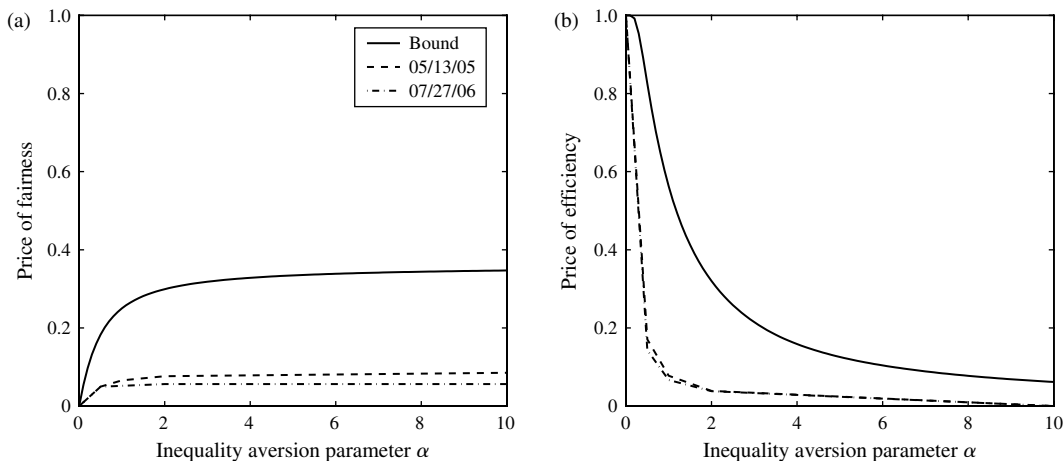 (a)
1.0
0.8
0.6
0.4
0.2
0
Price of fairness
Bound
05/13/05
07/27/06
0 2 4 6 8 10
Inequality aversion parameter α
(b)
1.0
0.8
0.6
0.4
0.2
0
Price of efficiency
0 2 4 6 8 10
Inequality aversion parameter α